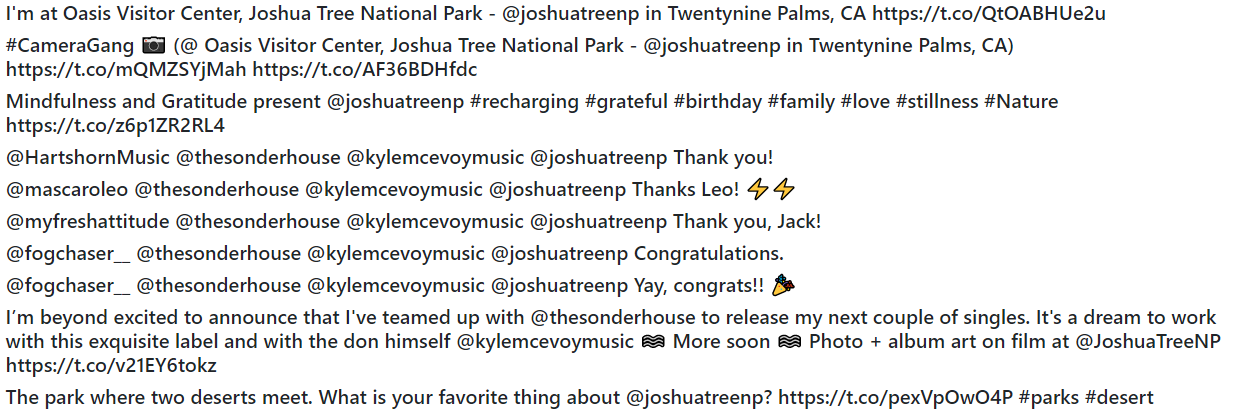 I'm at Oasis Visitor Center, Joshua Tree National Park - @joshuatreenp in Twentynine Palms, CA https://t.co/QtOABHUe2u
#CameraGang 📷 (@ Oasis Visitor Center, Joshua Tree National Park - @joshuatreenp in Twentynine Palms, CA)
https://t.co/mQMZSYjMah https://t.co/AF36BDHfdc
Mindfulness and Gratitude present @joshuatreenp #recharging #grateful #birthday #family #love #stillness #Nature
https://t.co/z6p1ZR2RL4
@HartshornMusic @thesonderhouse @kylemcevoymusic @joshuatreenp Thank you!
@mascaroleo @thesonderhouse @kylemcevoymusic @joshuatreenp Thanks Leo! ⚡⚡
@myfreshattitude @thesonderhouse @kylemcevoymusic @joshuatreenp Thank you, Jack!
@fogchaser__ @thesonderhouse @kylemcevoymusic @joshuatreenp Congratulations.
@fogchaser__ @thesonderhouse @kylemcevoymusic @joshuatreenp Yay, congrats!! 🎉
I’m beyond excited to announce that I've teamed up with @thesonderhouse to release my next couple of singles. It's a dream to work
with this exquisite label and with the don himself @kylemcevoymusic 🌊 More soon 🌊 Photo + album art on film at @JoshuaTreeNP
https://t.co/v21EY6tokz
The park where two deserts meet. What is your favorite thing about @joshuatreenp? https://t.co/pexVpOwO4P #parks #desert